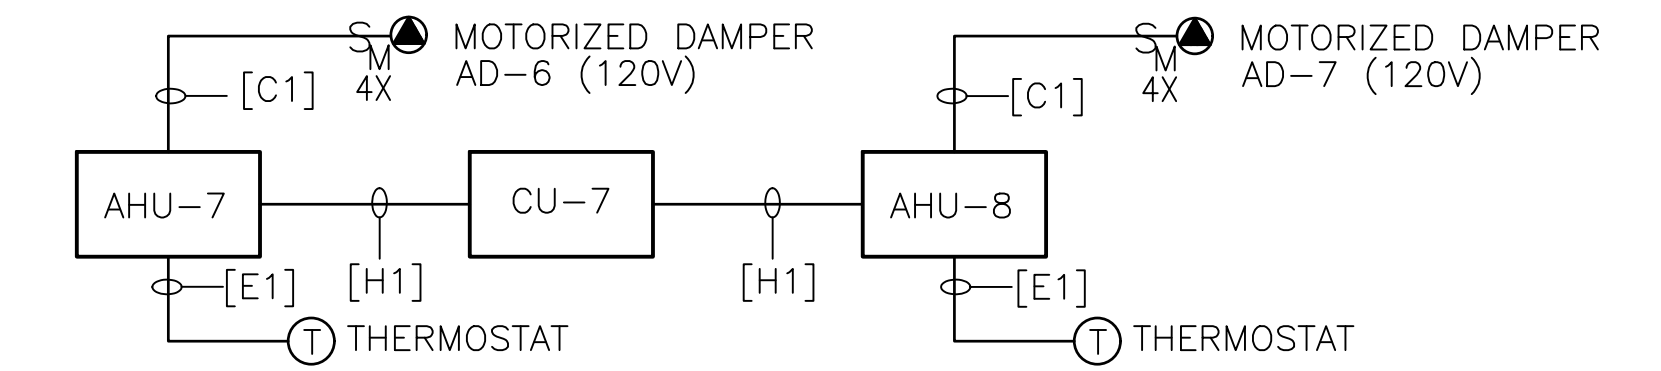 S
M
4X
MOTORIZED DAMPER
AD-6 (120V)
[C1]
S
M
4X
MOTORIZED DAMPER
AD-7 (120V)
[C1]
AHU-7
CU-7
AHU-8
[E1]
[H1]
[H1]
[E1]
T THERMOSTAT
T THERMOSTAT